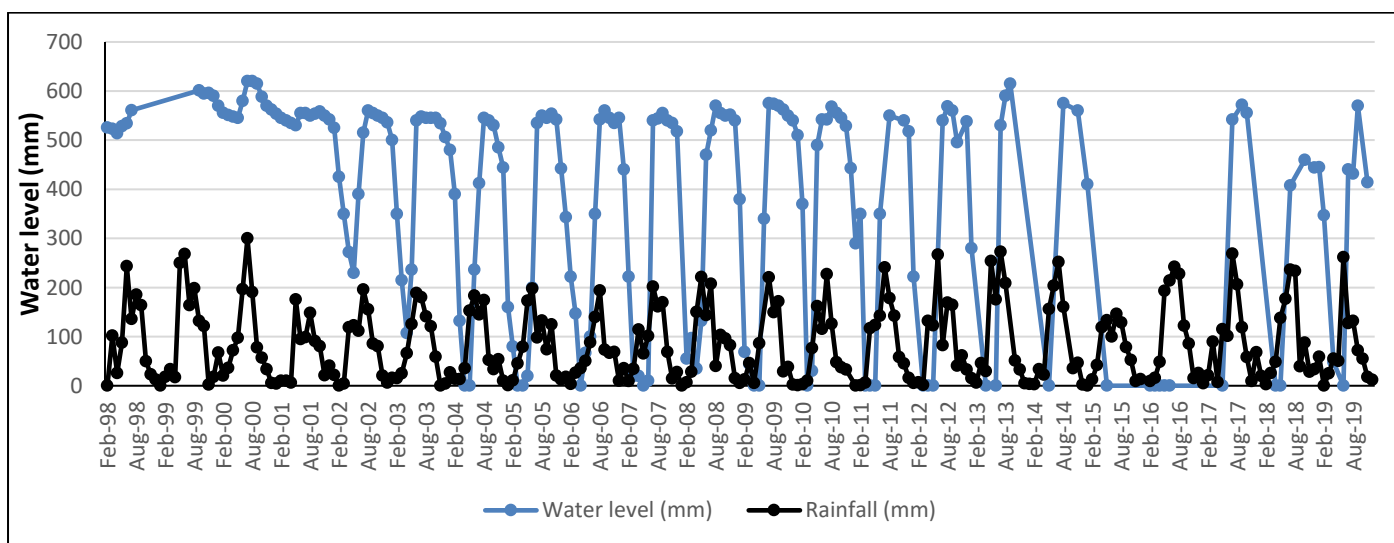 Water level (mm)
700
600
500
400
300
200
100
0
Feb-98
Aug-98
Feb-99
Aug-99
Feb-00
Aug-00
Feb-01
Aug-01
Feb-02
Aug-02
Feb-03
Aug-03
Feb-04
Aug-04
Feb-05
Aug-05
Feb-06
Aug-06
Feb-07
Aug-07
Feb-08
Aug-08
Feb-09
Aug-09
Feb-10
Aug-10
Feb-11
Aug-11
Feb-12
Aug-12
Feb-13
Aug-13
Feb-14
Aug-14
Feb-15
Aug-15
Feb-16
Aug-16
Feb-17
Aug-17
Feb-18
Aug-18
Feb-19
Aug-19
Water level (mm) Rainfall (mm)